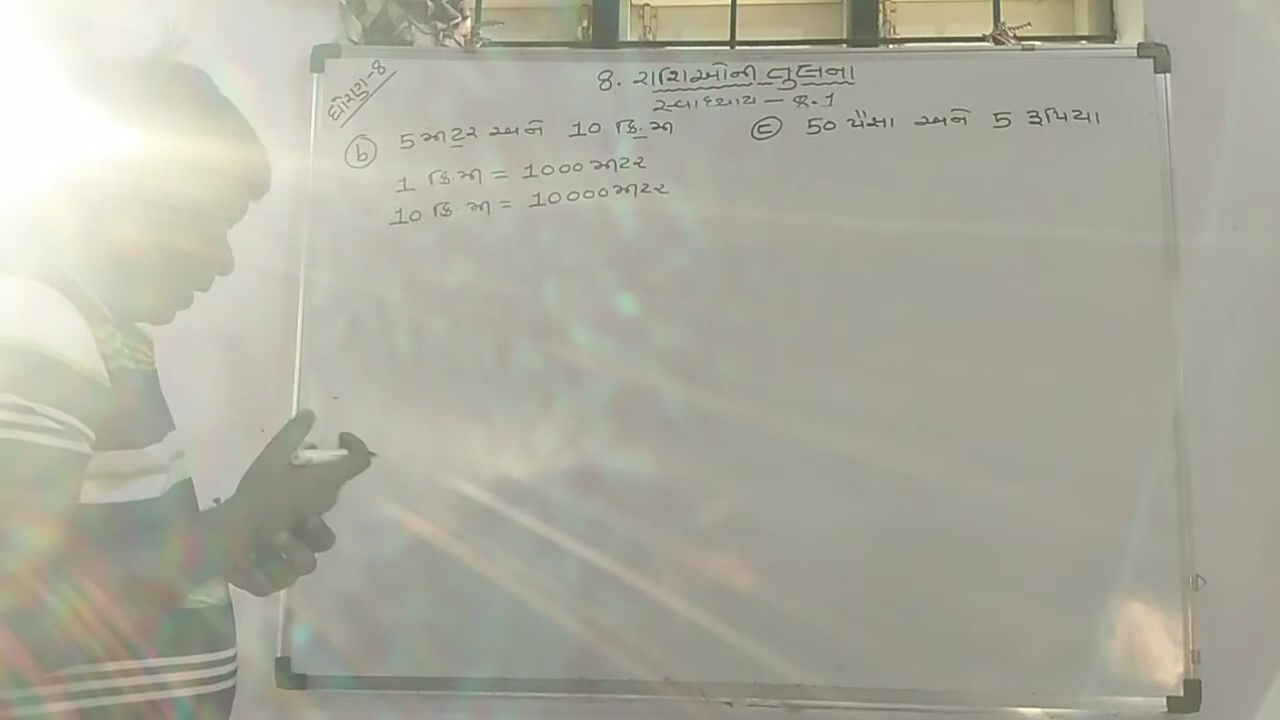 ધોરણ-8
8. રાશિઓની તુલના
સ્વાધ્યાય - 8.1
(b) 5 મીટર અને 10 કિ.મી
1 કિ.મી = 1000 મીટર
10 કિ.મી = 10000 મીટર
(c) 50 પૈસા અને 5 રૂપિયા